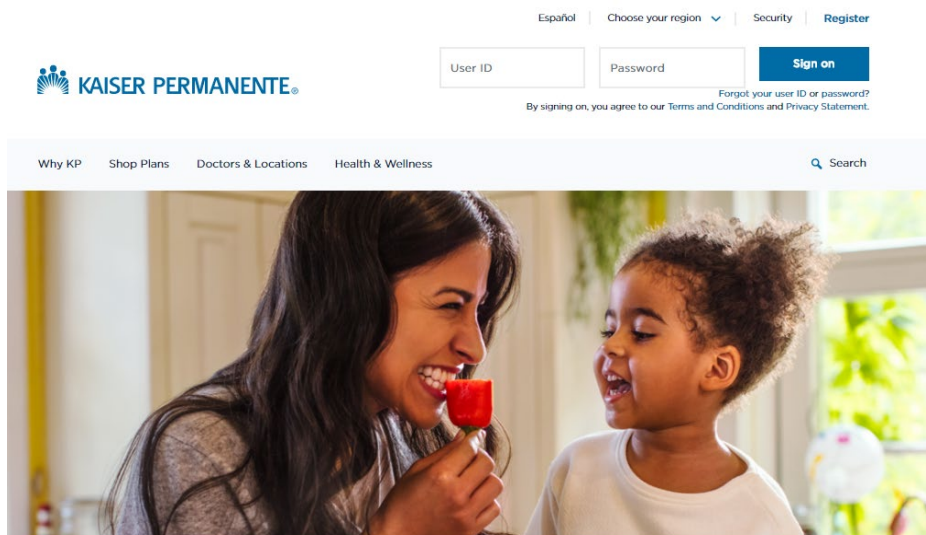 Español Choose your region Security Register
KAISER PERMANENTE®
User ID Password Sign on
Forgot your user ID or password?
By signing on, you agree to our Terms and Conditions and Privacy Statement.
Why KP Shop Plans Doctors & Locations Health & Wellness Search